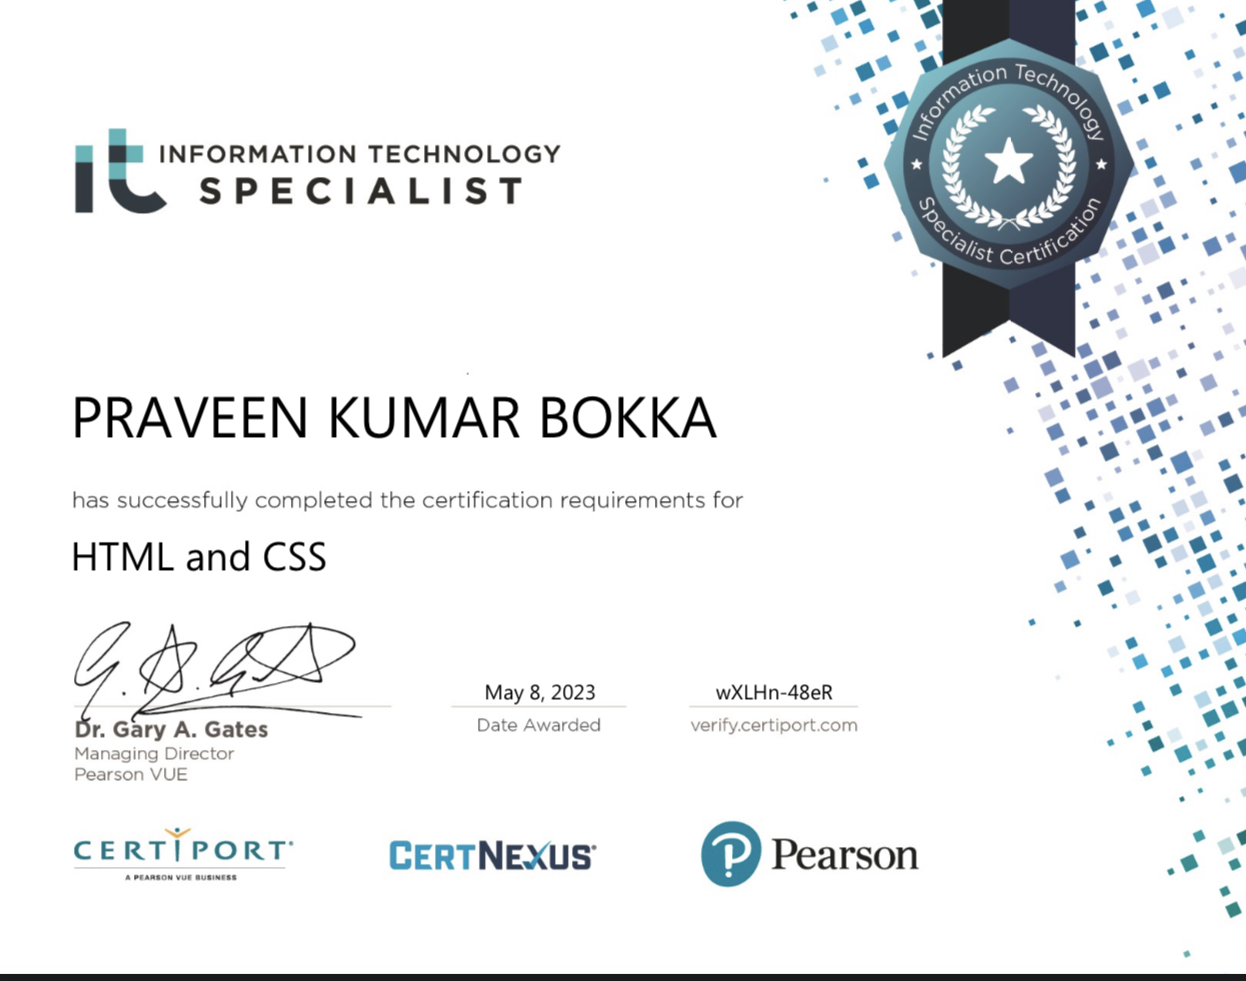 it INFORMATION TECHNOLOGY
SPECIALIST
Information Technology
Specialist Certification
PRAVEEN KUMAR BOKKA
has successfully completed the certification requirements for
HTML and CSS
G. A. Gates
May 8, 2023
wXLHn-48eR
Dr. Gary A. Gates
Date Awarded
verify.certiport.com
Managing Director
Pearson VUE
CERTIPORT®
A PEARSON VUE BUSINESS
CERTNEXUS®
P Pearson